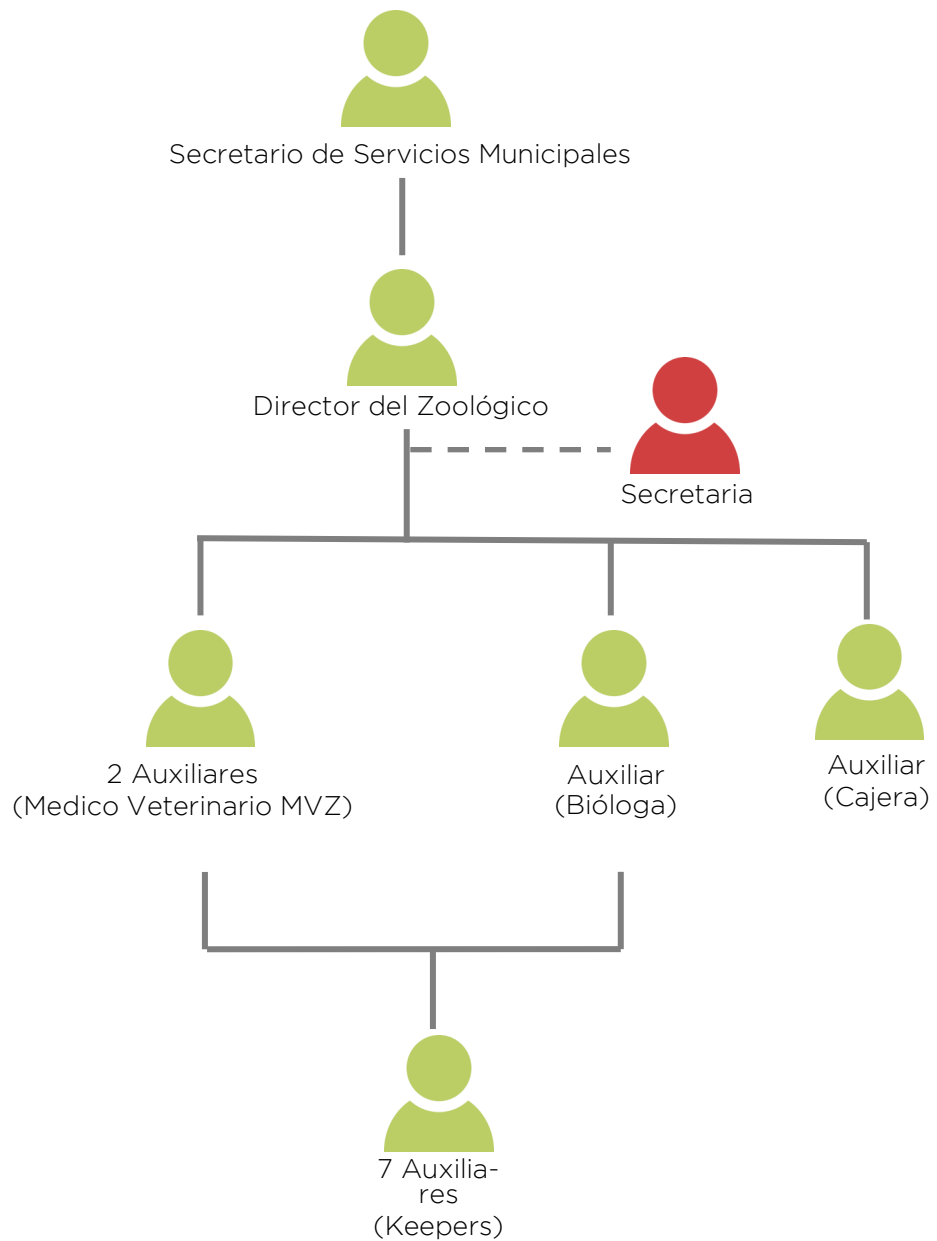 Secretario de Servicios Municipales
Director del Zoológico
Secretaria
2 Auxiliares
(Medico Veterinario MVZ)
Auxiliar
(Bióloga)
Auxiliar
(Cajera)
7 Auxilia-
res
(Keepers)